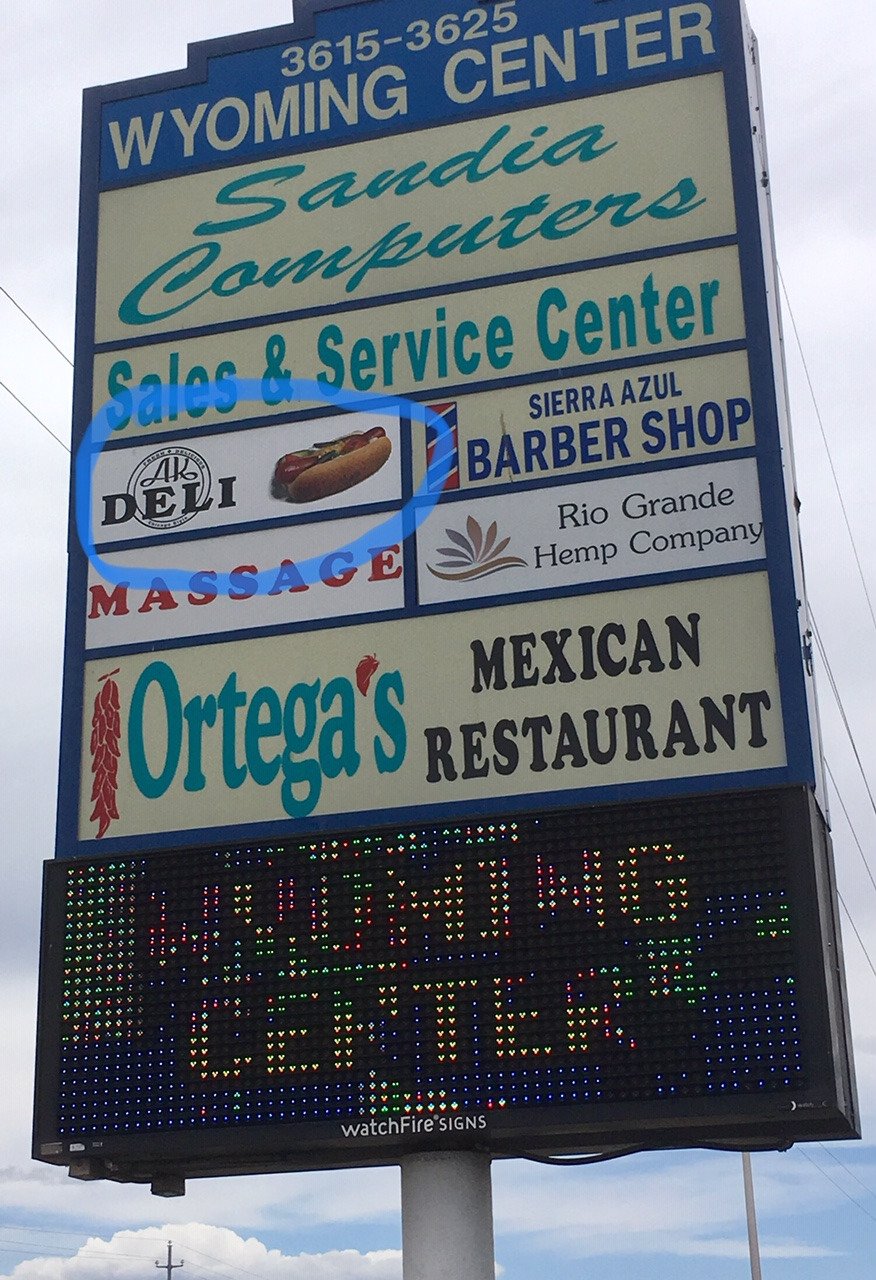 3615-3625
WYOMING CENTER
Sandia
Computers
Sales & Service Center
AK
DELI
SIERRA AZUL
BARBER SHOP
MASSAGE
Rio Grande
Hemp Company
Ortega's
MEXICAN
RESTAURANT
WYOMING
CENTER
watchFire SIGNS